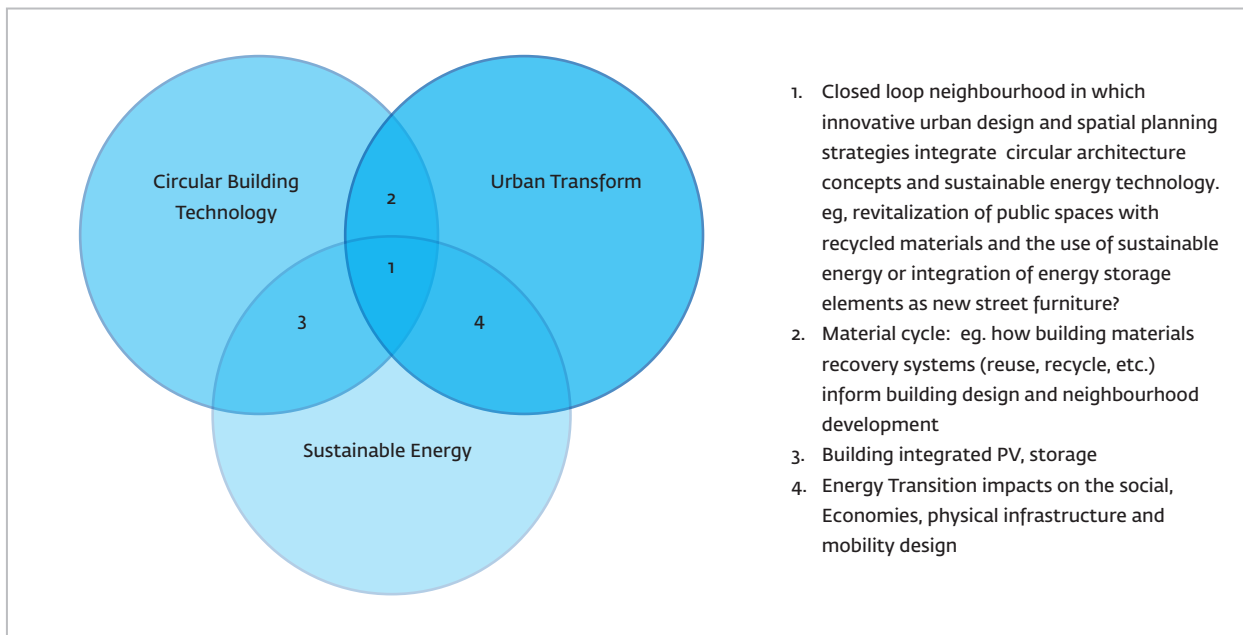 Circular Building
Technology
Urban Transform
2
1
3
4
Sustainable Energy
1. Closed loop neighbourhood in which
innovative urban design and spatial planning
strategies integrate circular architecture
concepts and sustainable energy technology.
eg, revitalization of public spaces with
recycled materials and the use of sustainable
energy or integration of energy storage
elements as new street furniture?
2. Material cycle: eg. how building materials
recovery systems (reuse, recycle, etc.)
inform building design and neighbourhood
development
3. Building integrated PV, storage
4. Energy Transition impacts on the social,
Economies, physical infrastructure and
mobility design